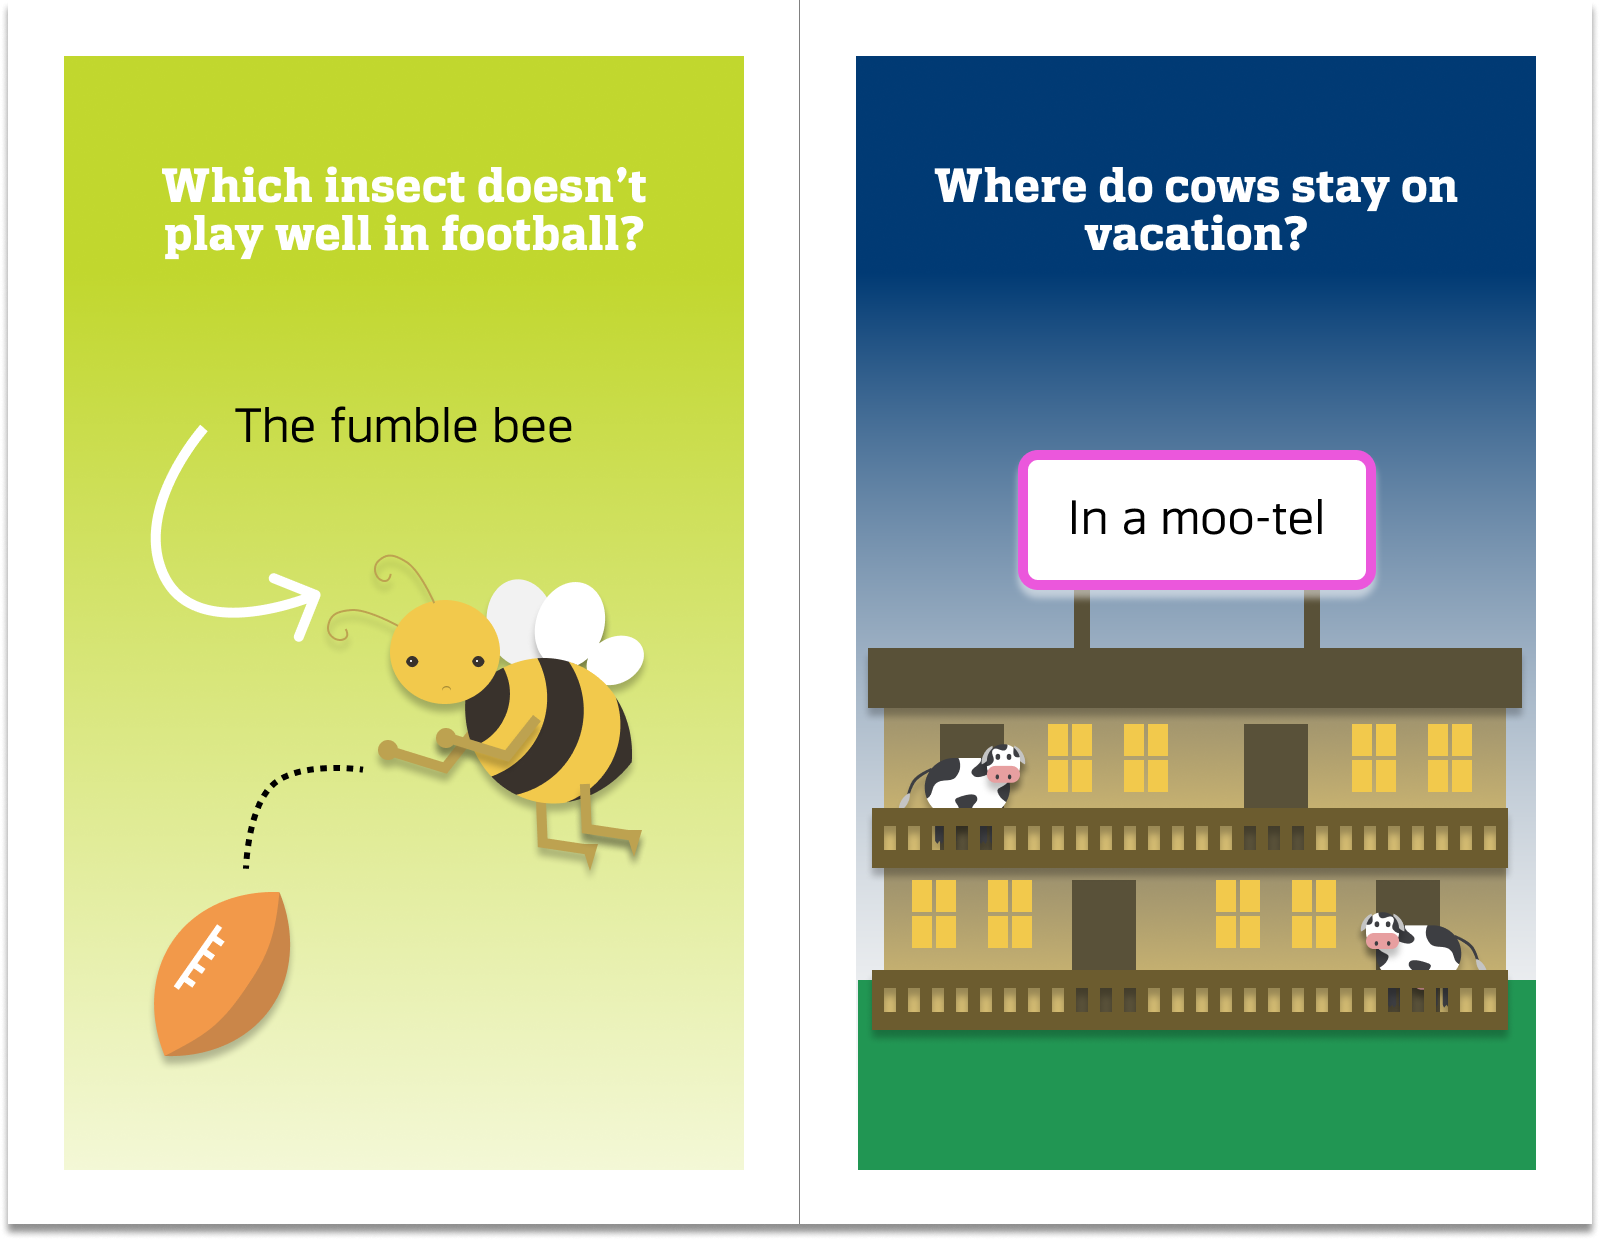 Which insect doesn’t
play well in football?
The fumble bee
Where do cows stay on
vacation?
In a moo-tel